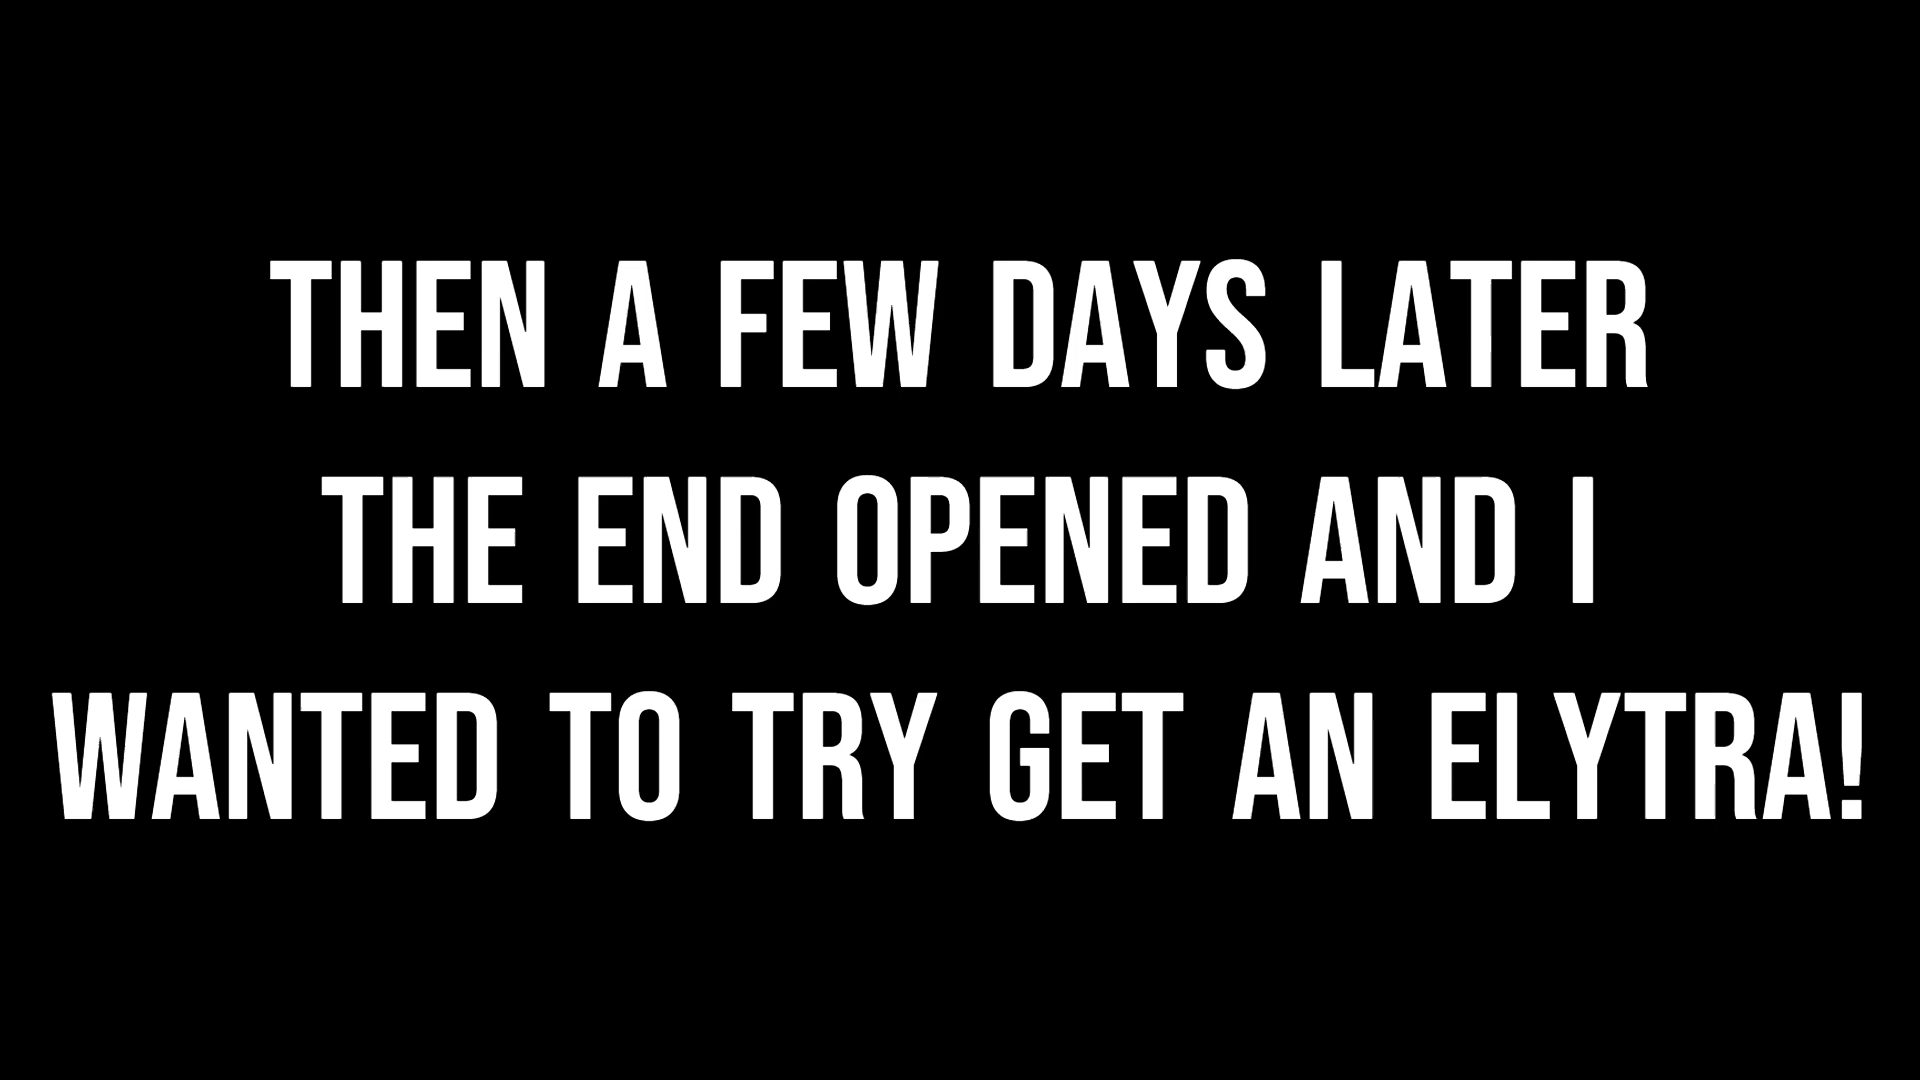 THEN A FEW DAYS LATER
THE END OPENED AND I
WANTED TO TRY GET AN ELYTRA!